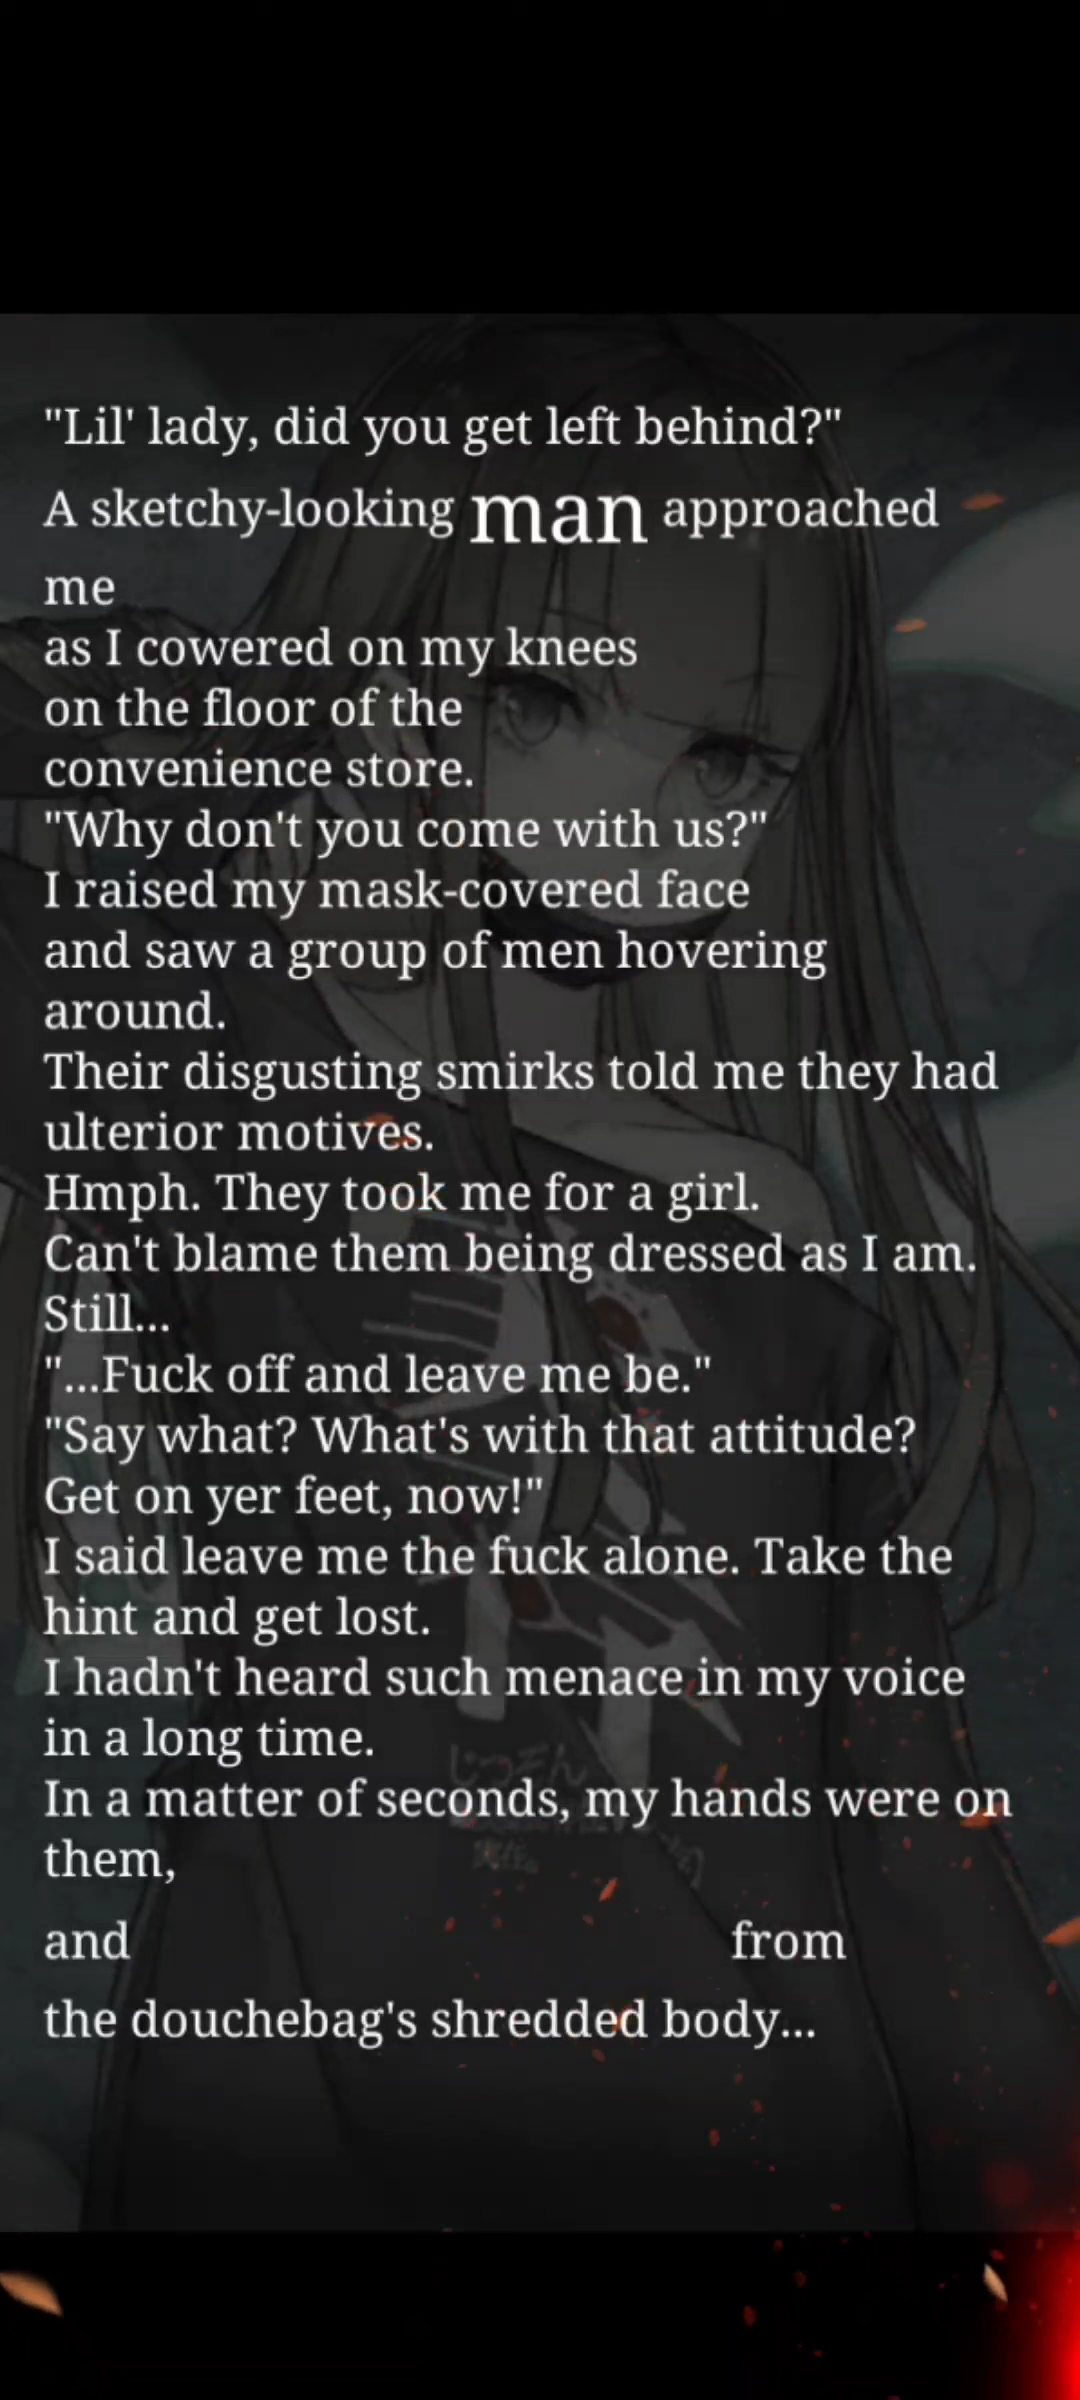 "Lil' lady, did you get left behind?"
A sketchy-looking man approached
me
as I cowered on my knees
on the floor of the
convenience store.
"Why don't you come with us?"
I raised my mask-covered face
and saw a group of men hovering
around.
Their disgusting smirks told me they had
ulterior motives.
Hmph. They took me for a girl.
Can't blame them being dressed as I am.
Still...
"...Fuck off and leave me be."
"Say what? What's with that attitude?
Get on yer feet, now!"
I said leave me the fuck alone. Take the
hint and get lost.
I hadn't heard such menace in my voice
in a long time.
In a matter of seconds, my hands were on
them,
and from
the douchebag's shredded body...